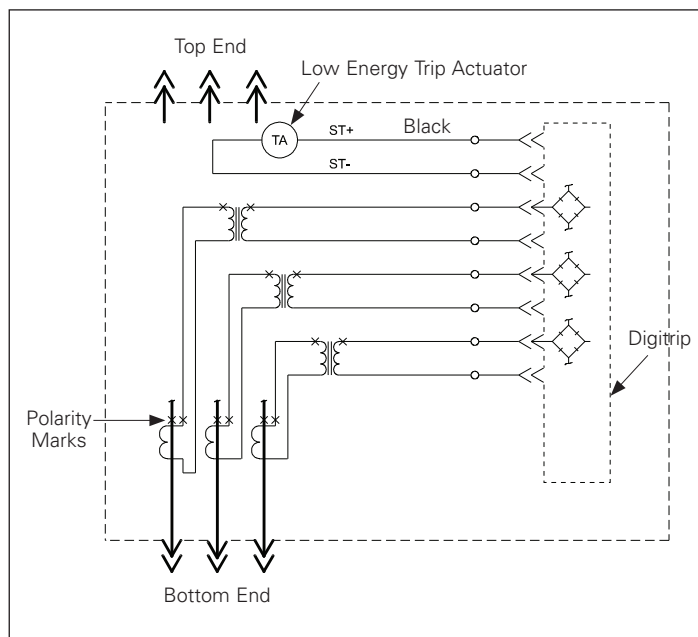 Top End
Low Energy Trip Actuator
TA
ST+
Black
ST-
Digitrip
Polarity
Marks
Bottom End